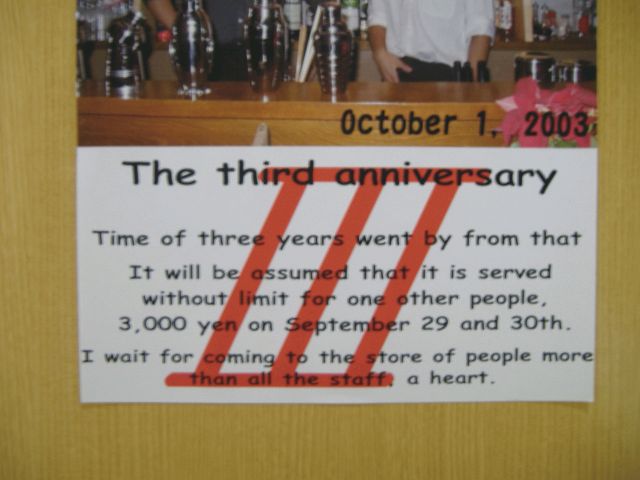 October 1, 2003
The third anniversary
Time of three years went by from that
It will be assumed that it is served
without limit for one other people,
3,000 yen on September 29 and 30th.
I wait for coming to the store of people more
than all the staff. a heart.